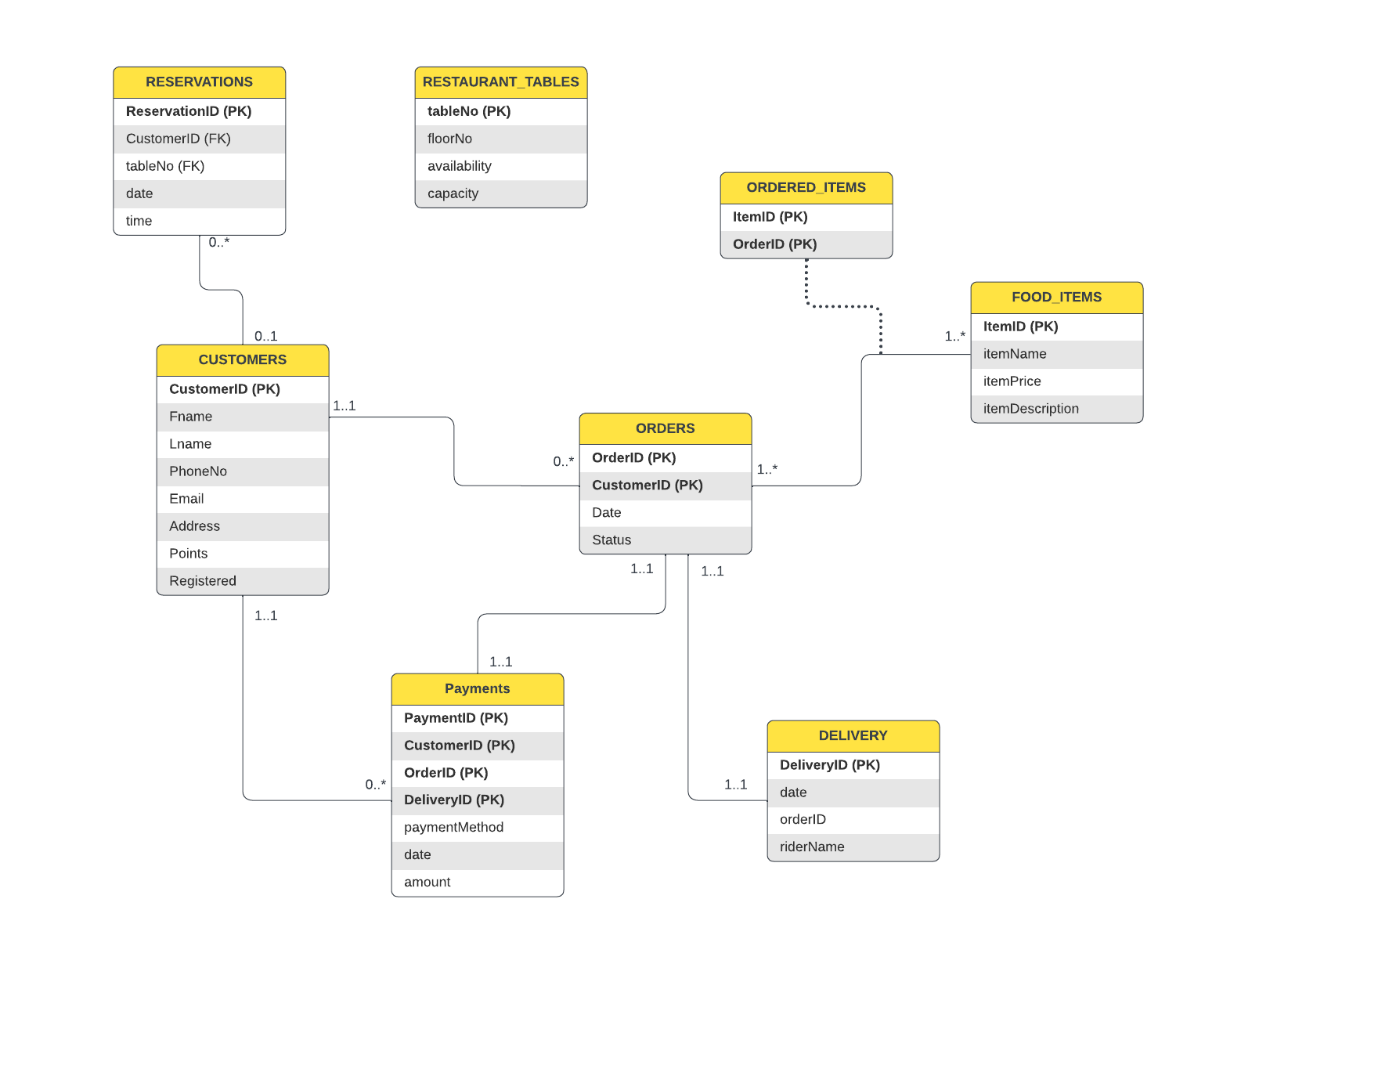 RESERVATIONS
ReservationID (PK)
CustomerID (FK)
tableNo (FK)
date
time
0..*
RESTAURANT_TABLES
tableNo (PK)
floorNo
availability
capacity
ORDERED_ITEMS
ItemID (PK)
OrderID (PK)
FOOD_ITEMS
ItemID (PK)
itemName
itemPrice
itemDescription
1..*
0..1
CUSTOMERS
CustomerID (PK)
Fname
Lname
PhoneNo
Email
Address
Points
Registered
1..1
0..*
ORDERS
OrderID (PK)
CustomerID (PK)
Date
Status
1..*
1..1
1..1
1..1
1..1
Payments
PaymentID (PK)
CustomerID (PK)
OrderID (PK)
DeliveryID (PK)
paymentMethod
date
amount
0..*
1..1
DELIVERY
DeliveryID (PK)
date
orderID
riderName